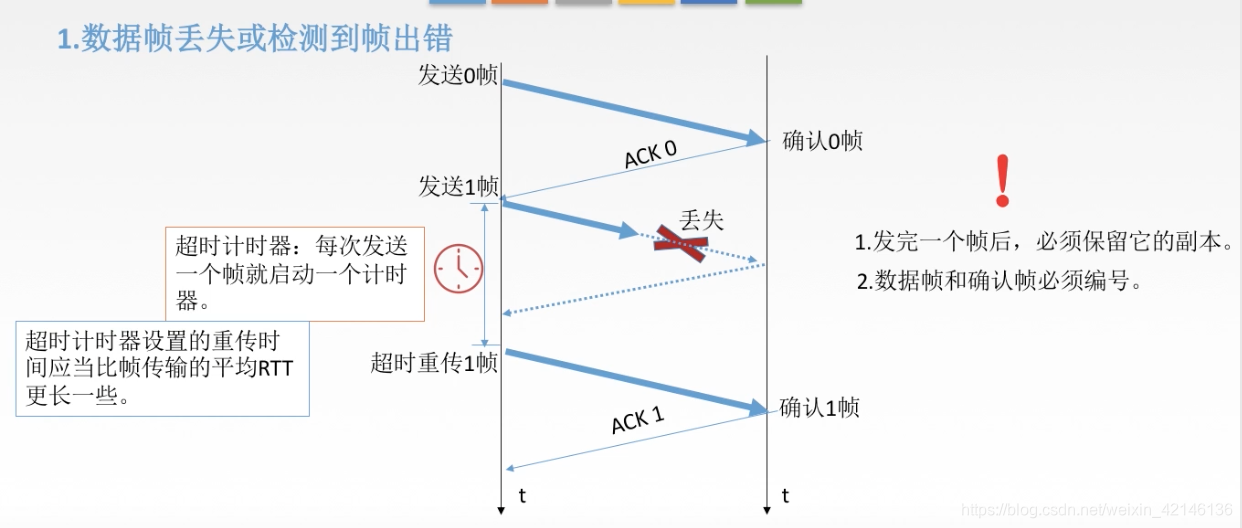 1.数据帧丢失或检测到帧出错
发送0帧
确认0帧
ACK 0
发送1帧
丢失
超时计时器：每次发送
一个帧就启动一个计时
器。
1.发完一个帧后，必须保留它的副本。
2.数据帧和确认帧必须编号。
超时计时器设置的重传时
间应当比帧传输的平均RTT
更长一些。
超时重传1帧
确认1帧
ACK 1
t
t
https://blog.csdn.net/weixin_42146136